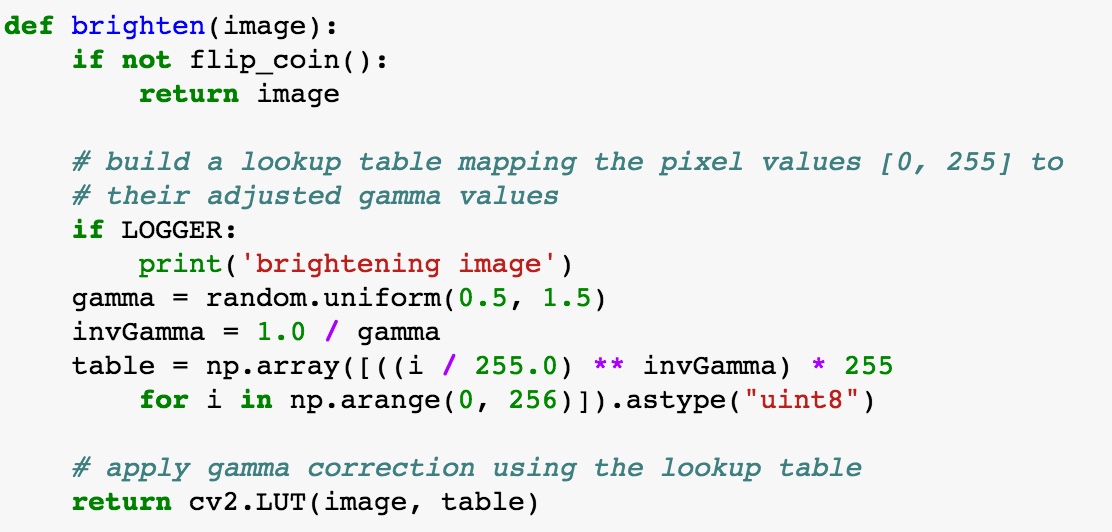 def brighten(image):
    if not flip_coin():
        return image

    # build a lookup table mapping the pixel values [0, 255] to
    # their adjusted gamma values
    if LOGGER:
        print('brightening image')
    gamma = random.uniform(0.5, 1.5)
    invGamma = 1.0 / gamma
    table = np.array([((i / 255.0) ** invGamma) * 255
        for i in np.arange(0, 256)]).astype("uint8")

    # apply gamma correction using the lookup table
    return cv2.LUT(image, table)